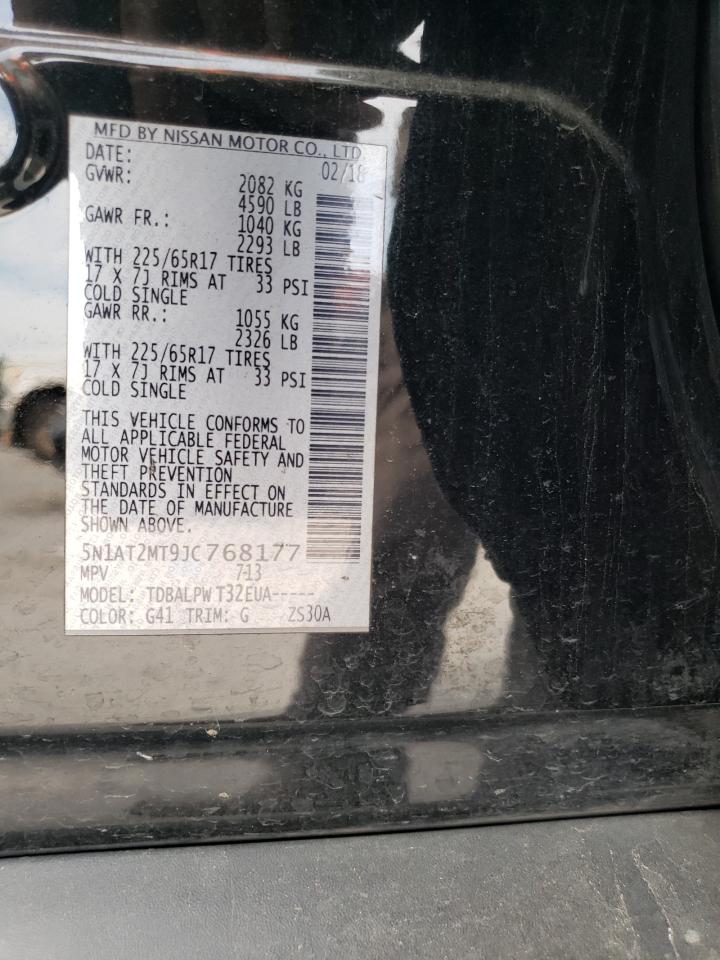 MFD BY NISSAN MOTOR CO., LTD
DATE: 02/18
GVWR: 2082 KG
4590 LB
GAWR FR.: 1040 KG
2293 LB
WITH 225/65R17 TIRES
17 X 7J RIMS AT 33 PSI
COLD SINGLE
GAWR RR.: 1055 KG
2326 LB
WITH 225/65R17 TIRES
17 X 7J RIMS AT 33 PSI
COLD SINGLE
THIS VEHICLE CONFORMS TO
ALL APPLICABLE FEDERAL
MOTOR VEHICLE SAFETY AND
THEFT PREVENTION
STANDARDS IN EFFECT ON
THE DATE OF MANUFACTURE
SHOWN ABOVE.
5N1AT2MT9JC768177
MPV 713
MODEL: TDBALPW T32EUA-----
COLOR: G41 TRIM: G ZS30A